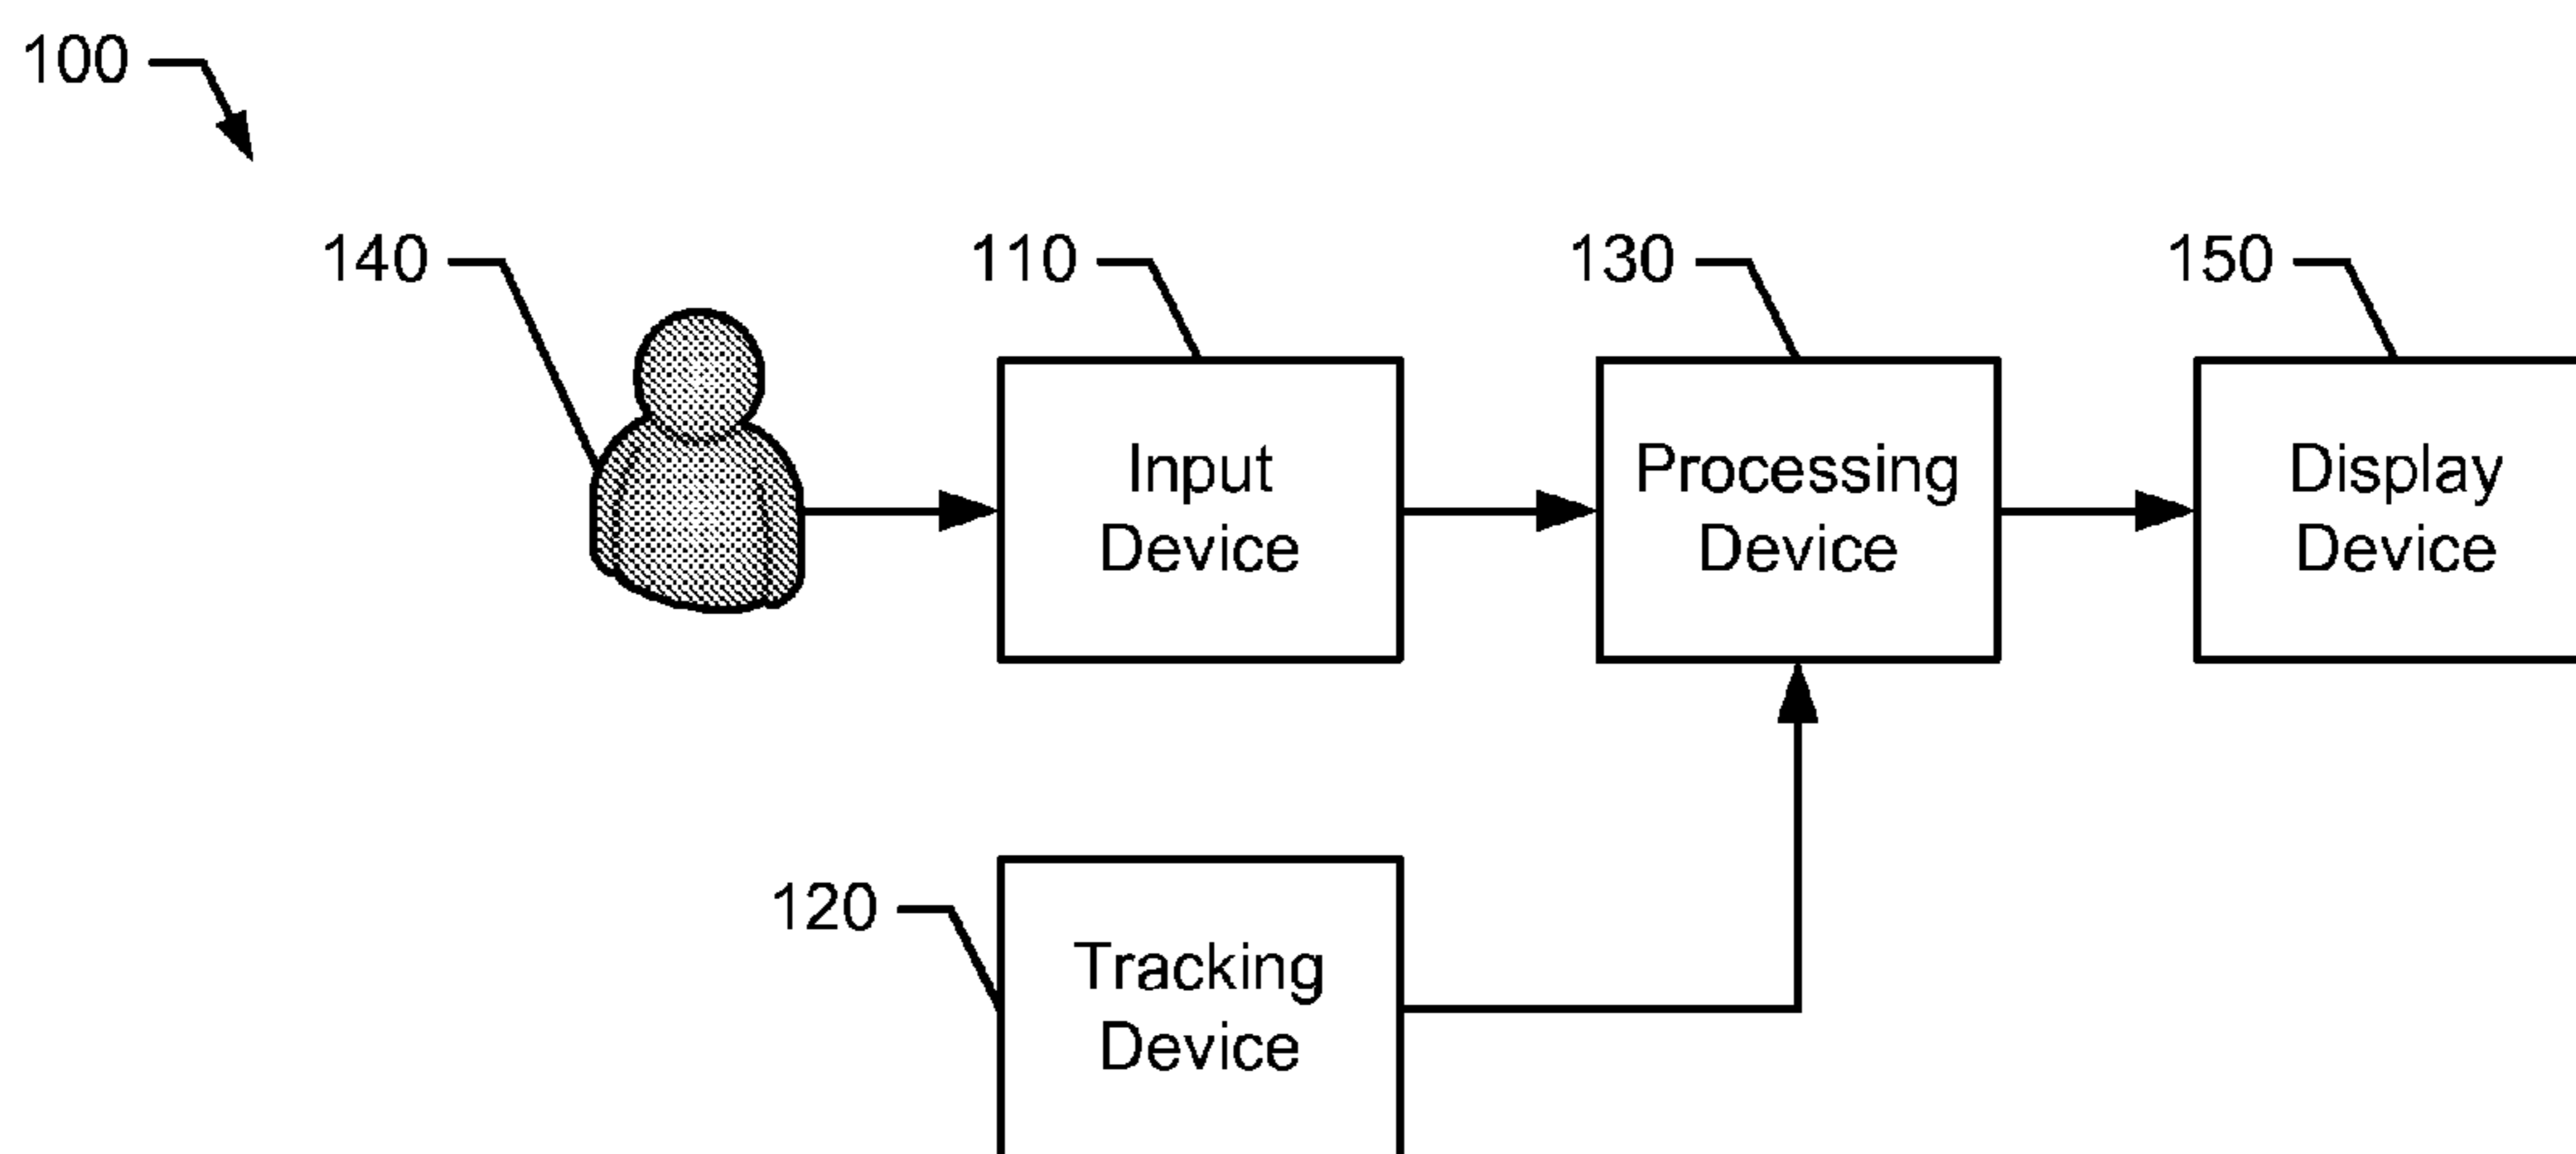 100
140
110
130
150
Input
Device
Processing
Device
Display
Device
120
Tracking
Device